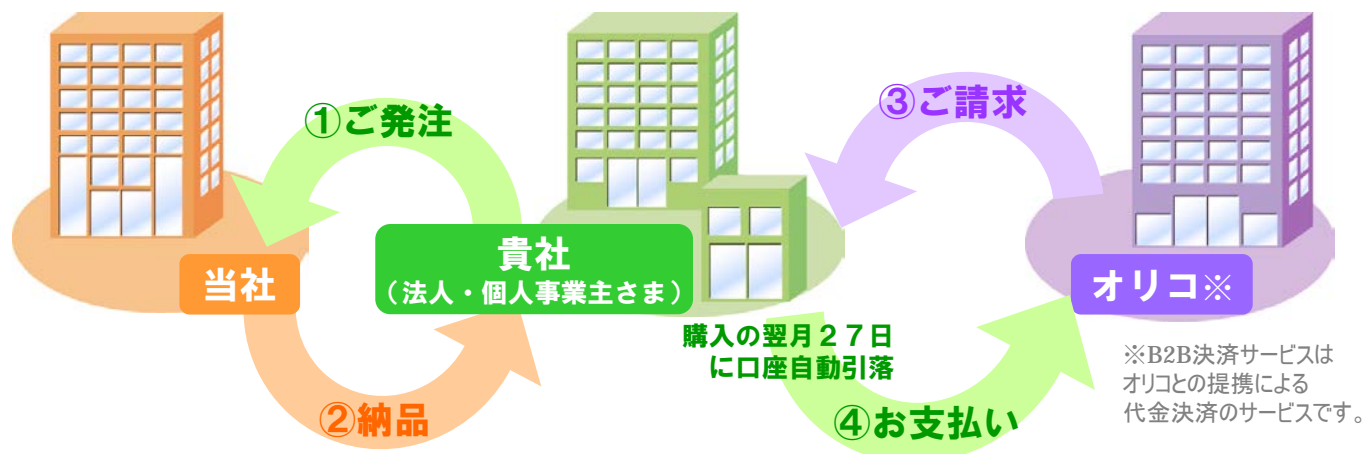 ①ご発注
③ご請求
当社
貴社
（法人・個人事業主さま）
オリコ※
購入の翌月２７日
に口座自動引落
②納品
④お支払い
※B2B決済サービスは
オリコとの提携による
代金決済のサービスです。